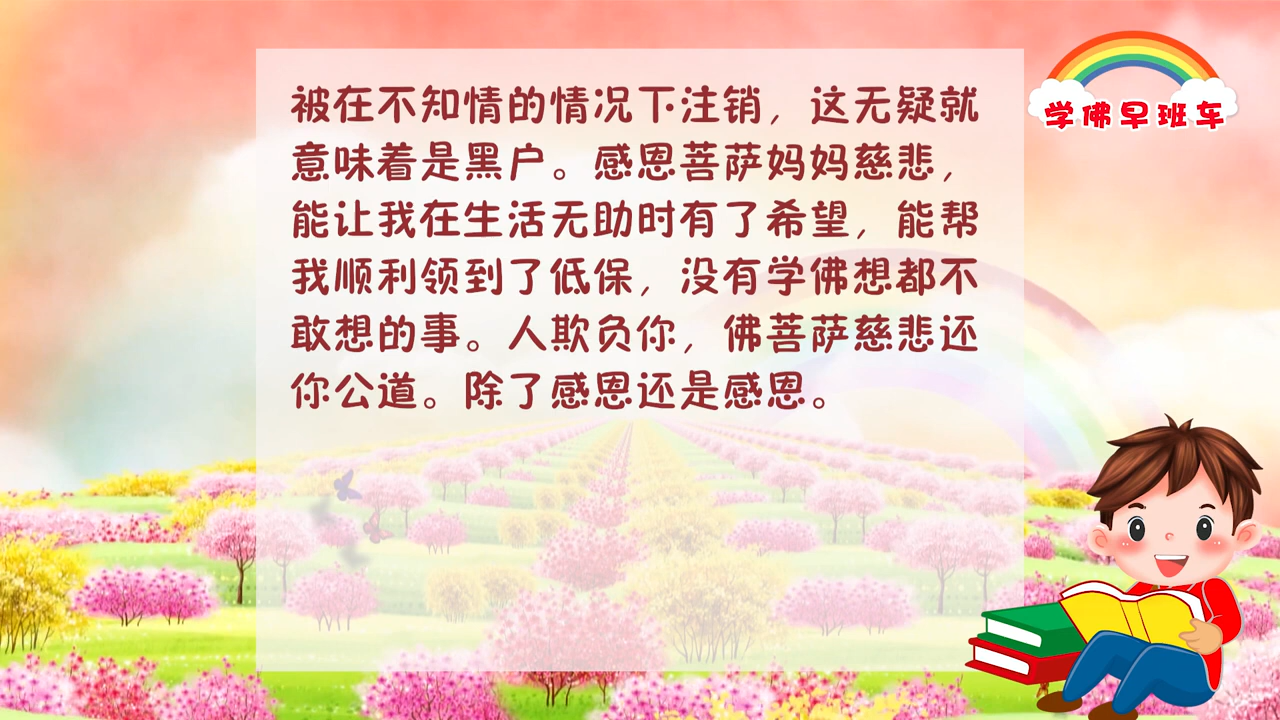 学佛早班车
被在不知情的情况下注销，这无疑就
意味着是黑户。感恩菩萨妈妈慈悲，
能让我在生活无助时有了希望，能帮
我顺利领到了低保，没有学佛想都不
敢想的事。人欺负你，佛菩萨慈悲还
你公道。除了感恩还是感恩。